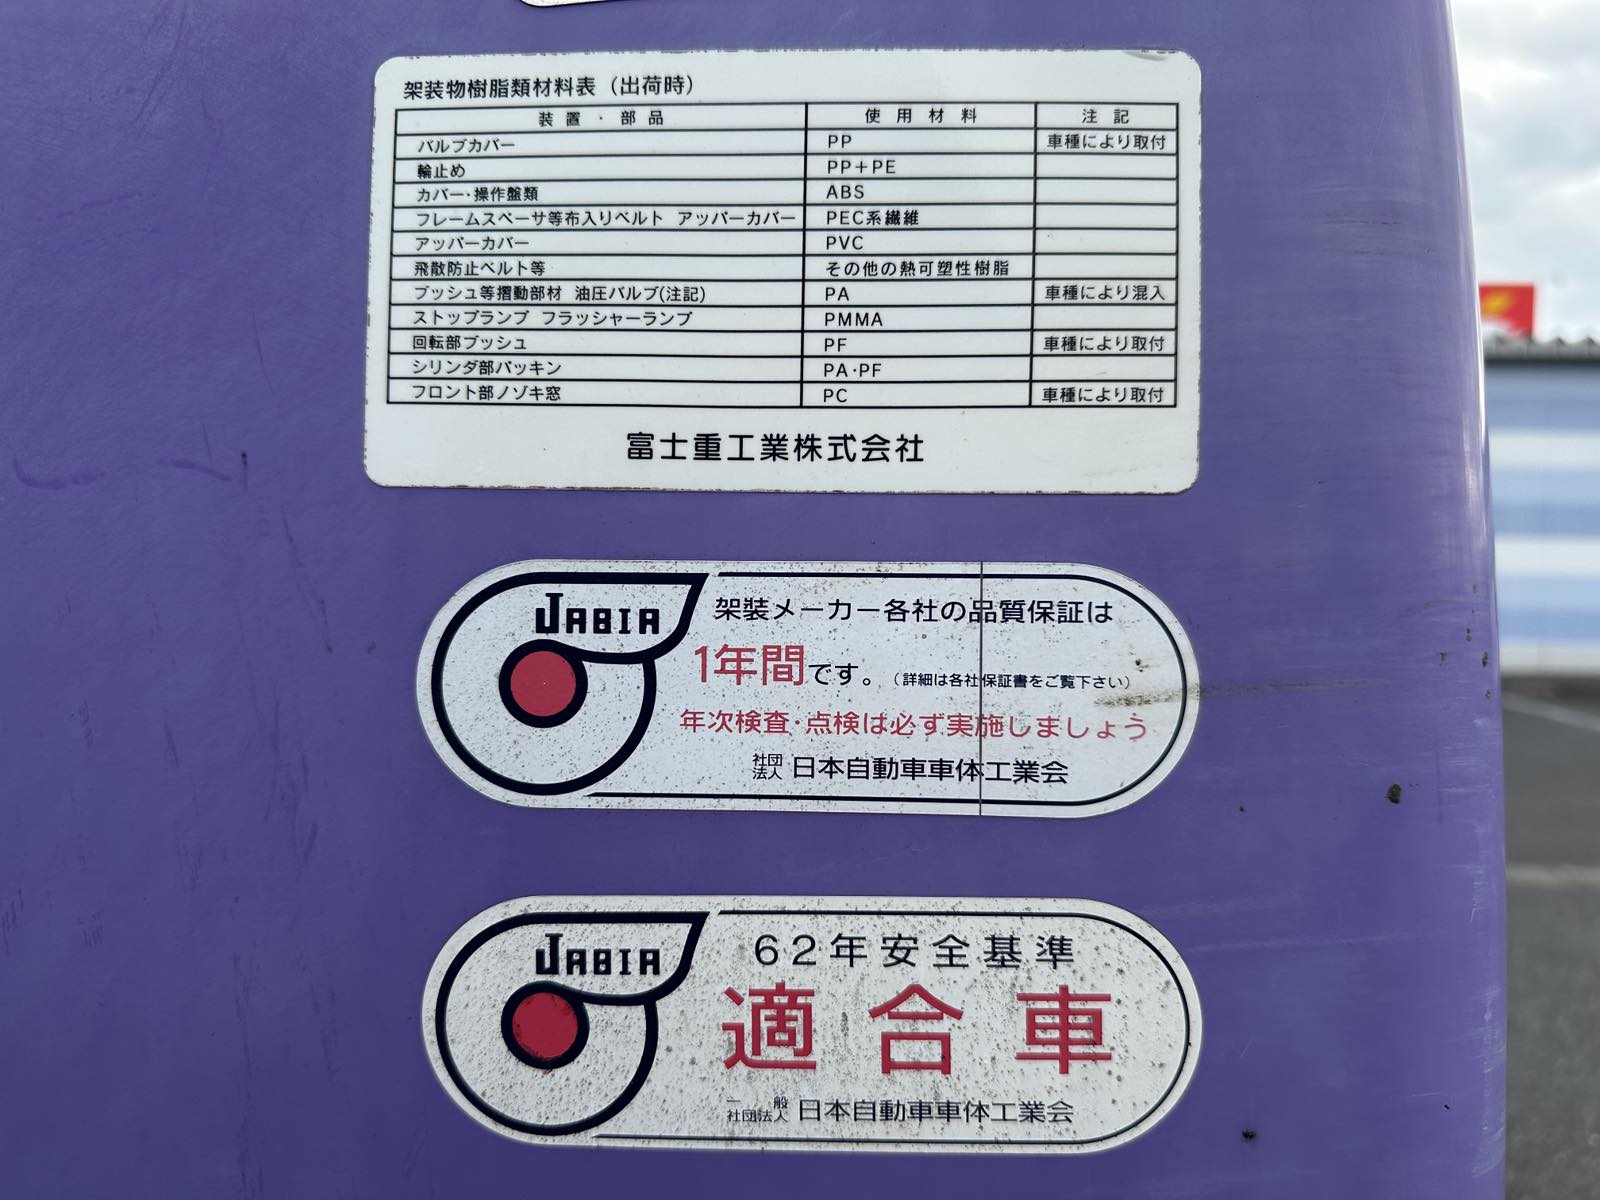 架装物樹脂類材料表（出荷時）
装置・部品 使用材料 注記
バルブカバー PP 車種により取付
輪止め PP＋PE
カバー・操作盤類 ABS
フレームスペーサ等布入りベルト アッパーカバー PEC系繊維
アッパーカバー PVC
飛散防止ベルト等 その他の熱可塑性樹脂
ブッシュ等摺動部材 油圧バルブ(注記) PA 車種により混入
ストップランプ フラッシャーランプ PMMA
回転部ブッシュ PF 車種により取付
シリンダ部パッキン PA・PF
フロント部ノゾキ窓 PC 車種により取付
富士重工業株式会社
JABIA
架装メーカー各社の品質保証は
1年間です。（詳細は各社保証書をご覧下さい）
年次検査・点検は必ず実施しましょう
社団法人 日本自動車車体工業会
JABIA
62年安全基準
適合車
一般社団法人 日本自動車車体工業会